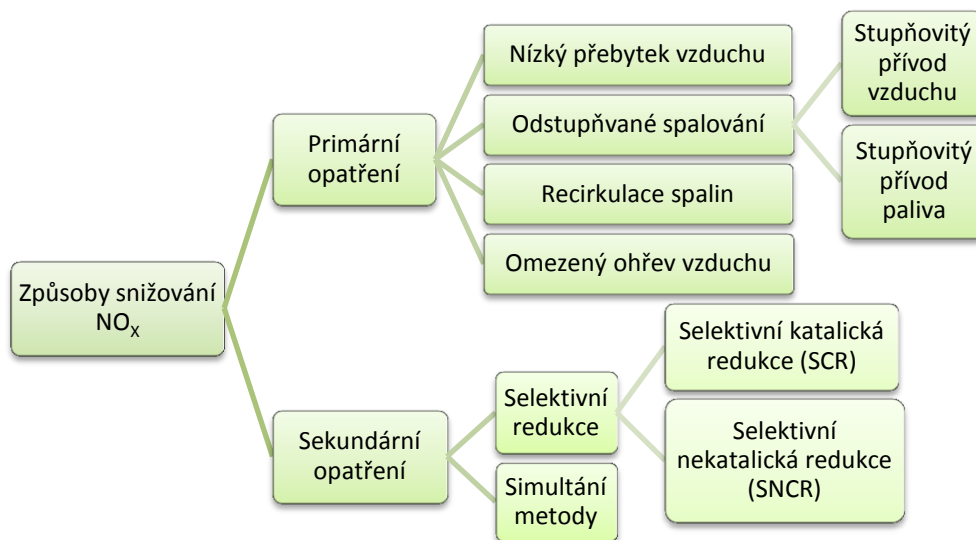 Způsoby snižování
NOX
Primární
opatření
Nízký přebytek vzduchu
Odstupňvané spalování
Stupňovitý
přívod
vzduchu
Stupňovitý
přívod
paliva
Recirkulace spalin
Omezený ohřev vzduchu
Sekundární
opatření
Selektivní
redukce
Selektivní katalická
redukce (SCR)
Selektivní
nekatalická redukce
(SNCR)
Simultání
metody